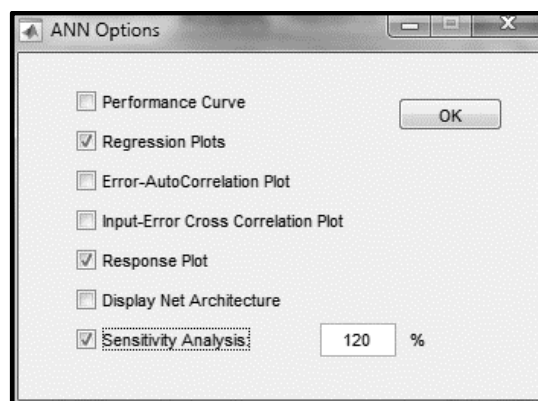 ANN Options
Performance Curve
OK
Regression Plots
Error-AutoCorrelation Plot
Input-Error Cross Correlation Plot
Response Plot
Display Net Architecture
Sensitivity Analysis 120 %